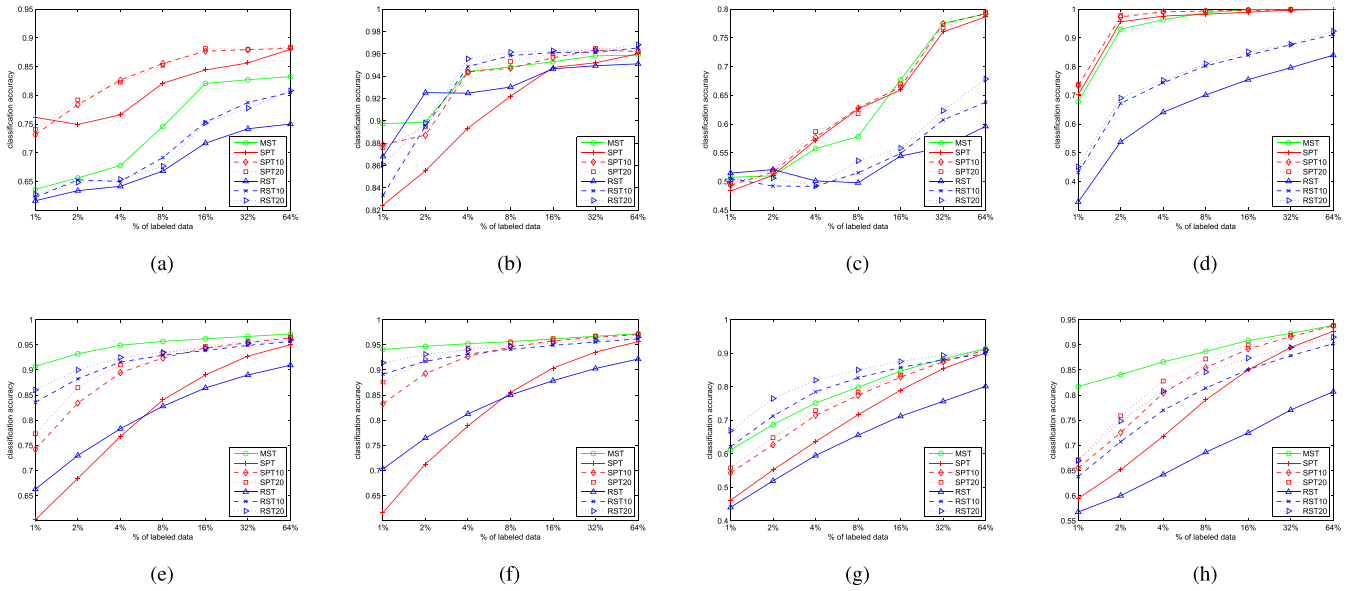 0.95
0.9
0.85
0.8
0.75
0.7
0.65
classification accuracy
1% 2% 4% 8% 16% 32% 64%
% of labeled data
MST
SPT
SPT10
SPT20
RST
RST10
RST20
(a)
1
0.98
0.96
0.94
0.92
0.9
0.88
0.86
0.84
0.82
classification accuracy
1% 2% 4% 8% 16% 32% 64%
% of labeled data
MST
SPT
SPT10
SPT20
RST
RST10
RST20
(b)
0.8
0.75
0.7
0.65
0.6
0.55
0.5
0.45
classification accuracy
1% 2% 4% 8% 16% 32% 64%
% of labeled data
MST
SPT
SPT10
SPT20
RST
RST10
RST20
(c)
1
0.9
0.8
0.7
0.6
0.5
0.4
classification accuracy
1% 2% 4% 8% 16% 32% 64%
% of labeled data
MST
SPT
SPT10
SPT20
RST
RST10
RST20
(d)
1
0.95
0.9
0.85
0.8
0.75
0.7
0.65
classification accuracy
1% 2% 4% 8% 16% 32% 64%
% of labeled data
MST
SPT
SPT10
SPT20
RST
RST10
RST20
(e)
1
0.95
0.9
0.85
0.8
0.75
0.7
0.65
classification accuracy
1% 2% 4% 8% 16% 32% 64%
% of labeled data
MST
SPT
SPT10
SPT20
RST
RST10
RST20
(f)
1
0.9
0.8
0.7
0.6
0.5
0.4
classification accuracy
1% 2% 4% 8% 16% 32% 64%
% of labeled data
MST
SPT
SPT10
SPT20
RST
RST10
RST20
(g)
0.95
0.9
0.85
0.8
0.75
0.7
0.65
0.6
0.55
classification accuracy
1% 2% 4% 8% 16% 32% 64%
% of labeled data
MST
SPT
SPT10
SPT20
RST
RST10
RST20
(h)